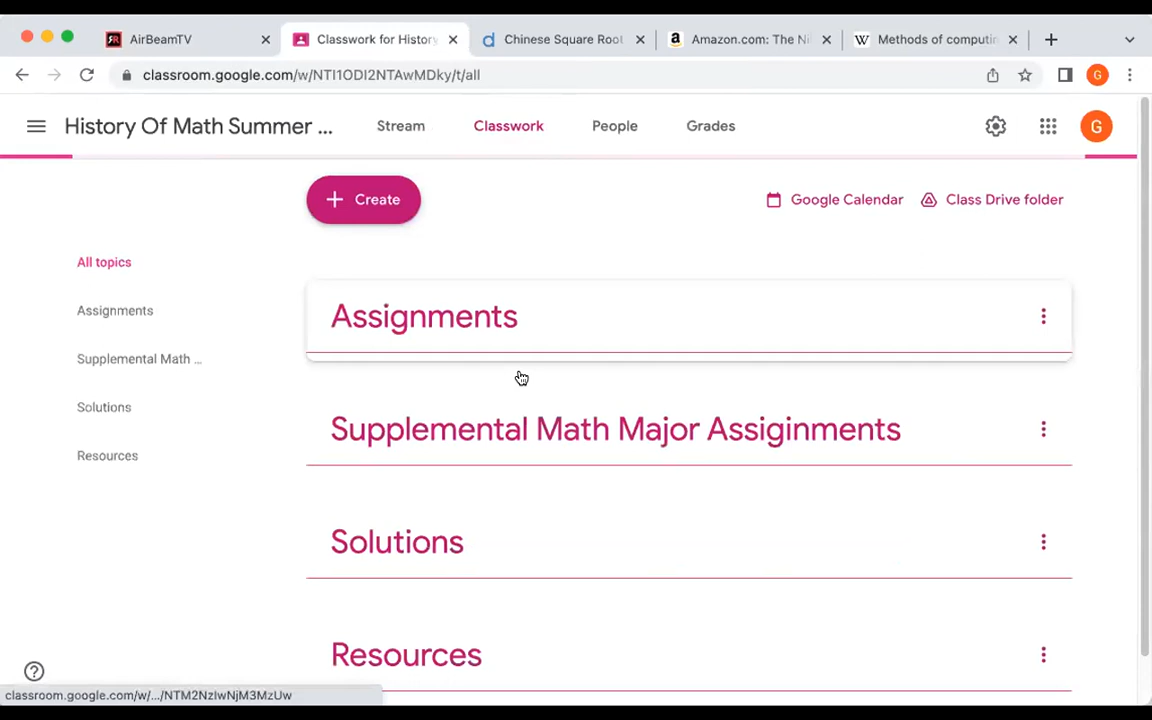 AirBeamTV
Classwork for History
Chinese Square Root
Amazon.com: The Ni
Methods of computin
classroom.google.com/w/NTI1ODI2NTAwMDky/t/all
G
History Of Math Summer ...
Stream
Classwork
People
Grades
G
Create
Google Calendar
Class Drive folder
All topics
Assignments
Supplemental Math ...
Solutions
Resources
Assignments
Supplemental Math Major Assiginments
Solutions
Resources
classroom.google.com/w/.../NTM2NzIwNjM3MzUw